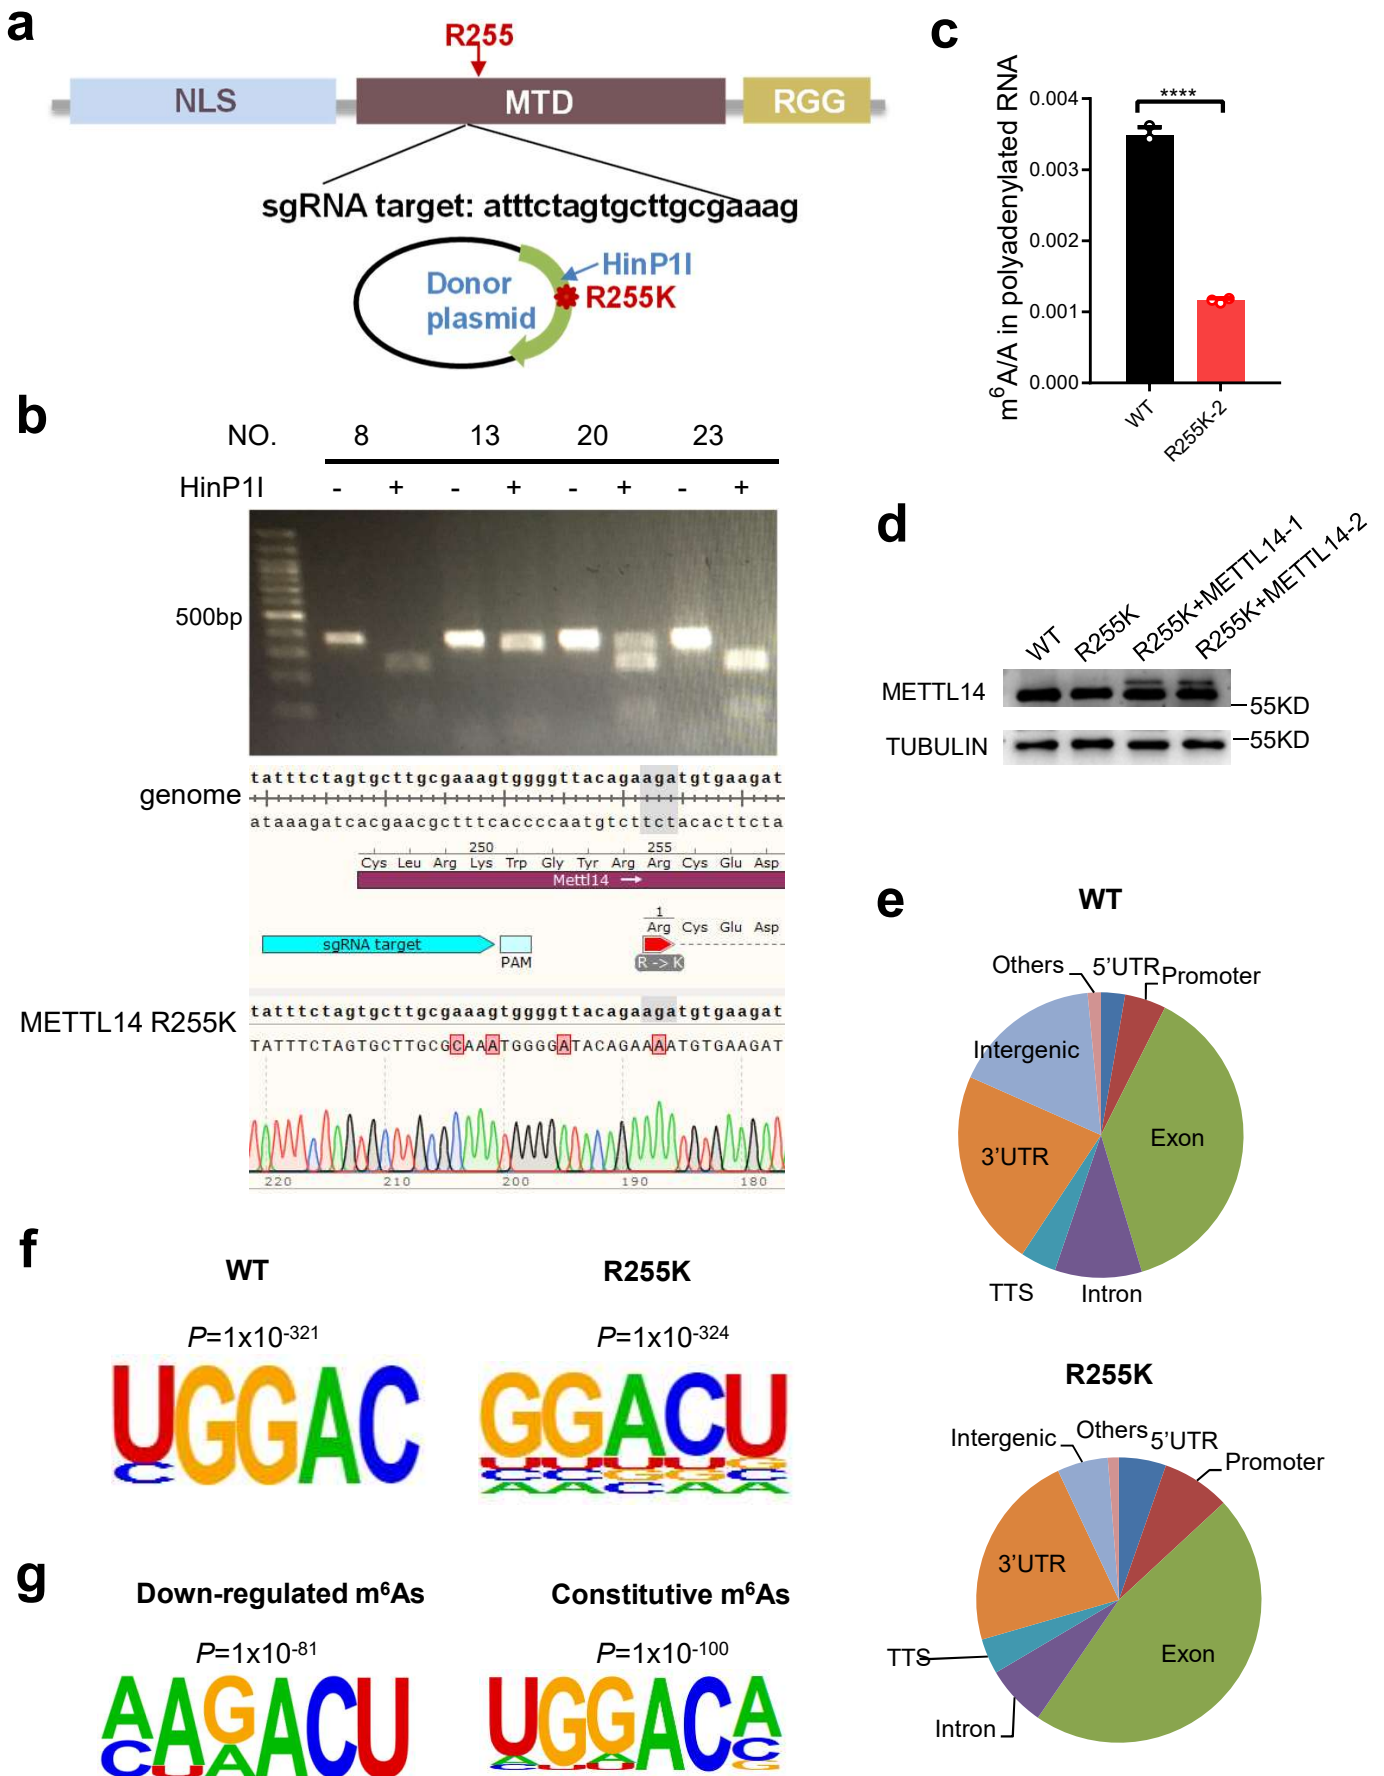 a
R255
NLS
MTD
RGG
sgRNA target: atttctagtgcttgcgaaag
Donor
plasmid
HinP1I
R255K
b
NO.
8
13
20
23
HinP1I
- + - + - + - +
500bp
genome
tatttctagtgcttgcgaaagtggggttacagaagatgtgaagat
ataaagatcacgaacgctttcaccccaatgtcttctacacttcta
250
255
Cys Leu Arg Lys Trp Gly Tyr Arg Arg Cys Glu Asp
Mettl14
1
Arg Cys Glu Asp
sgRNA target
PAM
R -> K
METTL14 R255K
tatttctagtgcttgcgaaagtggggttacagaagatgtgaagat
TATTTCTAGTGCTTGCGCAAATGGGGATACAGAAAATGTGAAGAT
220 210 200 190 180
c
m⁶A/A in polyadenylated RNA
0.004
0.003
0.002
0.001
0.000
****
WT
R255K-2
d
WT
R255K
R255K+METTL14-1
R255K+METTL14-2
METTL14
55KD
TUBULIN
55KD
e
WT
Others
5'UTR
Promoter
Intergenic
Exon
3'UTR
TTS
Intron
R255K
Intergenic
Others
5'UTR
Promoter
3'UTR
Exon
TTS
Intron
f
WT
P=1x10⁻³²¹
UGGAC
C
R255K
P=1x10⁻³²⁴
GGACU
UUUUG
CCGGC
AACAA
g
Down-regulated m⁶As
P=1x10⁻⁸¹
AAGACU
CUA
Constitutive m⁶As
P=1x10⁻¹⁰⁰
UGGACA
C
G